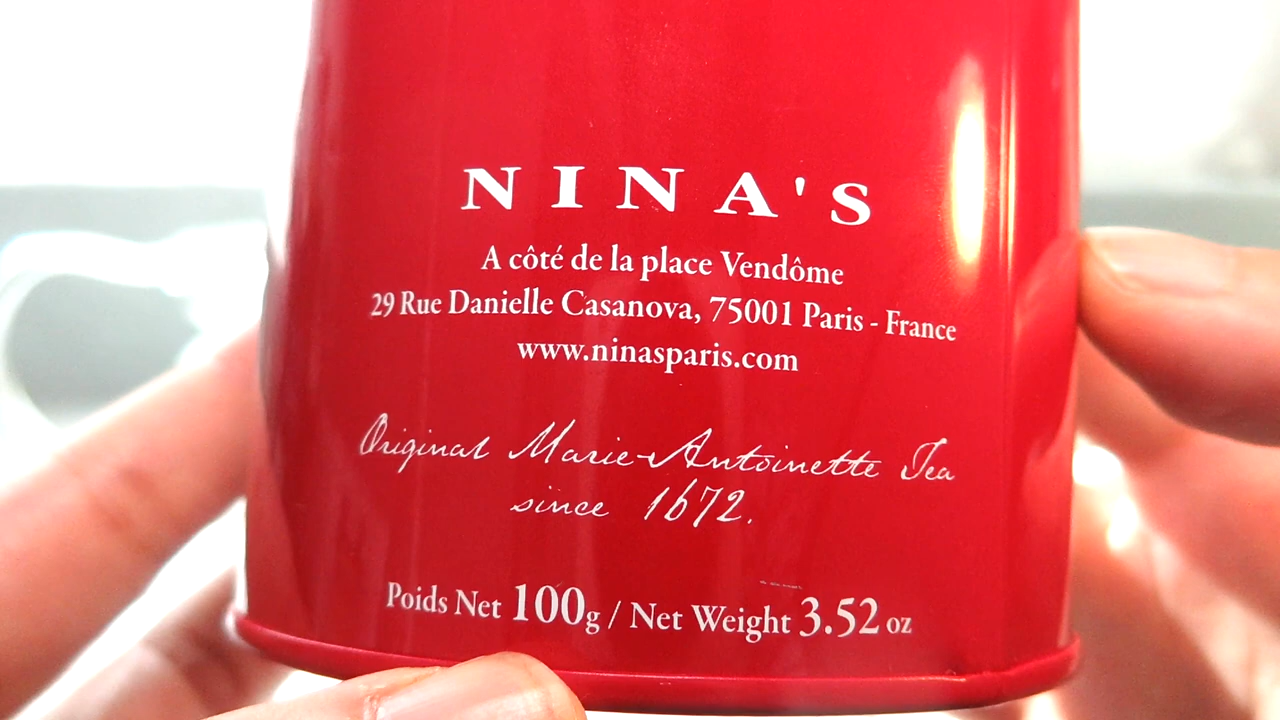 NINA'S
A côté de la place Vendôme
29 Rue Danielle Casanova, 75001 Paris - France
www.ninasparis.com
Original Marie-Antoinette Tea
since 1672.
Poids Net 100g / Net Weight 3.52 oz